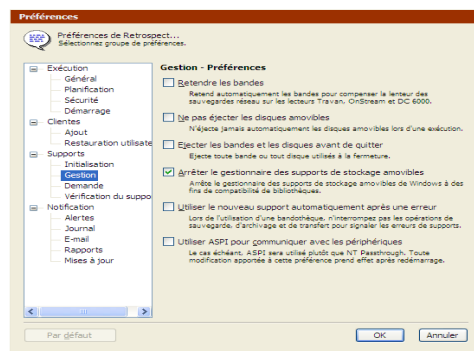 Préférences
Préférences de Retrospect...
Sélectionnez groupe de préférences.
Exécution
Général
Planification
Sécurité
Démarrage
Clientes
Ajout
Restauration utilisate
Supports
Initialisation
Gestion
Demande
Vérification du suppo
Notification
Alertes
Journal
E-mail
Rapports
Mises à jour
Gestion - Préférences
Retendre les bandes
Retend automatiquement les bandes pour compenser la lenteur des
sauvegardes réseau sur les lecteurs Travan, OnStream et DC 6000.
Ne pas éjecter les disques amovibles
N'éjecte jamais automatiquement les disques amovibles lors d'une exécution.
Ejecter les bandes et les disques avant de quitter
Ejecte toute bande ou tout disque utilisé à la fermeture.
Arrêter le gestionnaire des supports de stockage amovibles
Arrête le gestionnaire des supports de stockage amovibles de Windows à des
fins de compatibilité de bibliothèques.
Utiliser le nouveau support automatiquement après une erreur
Lors de l'utilisation d'une bandothèque, n'interrompez pas les opérations de
sauvegarde, d'archivage et de transfert pour signaler les erreurs de supports.
Utiliser ASPI pour communiquer avec les périphériques
Le cas échéant, ASPI sera utilisé plutôt que NT Passthrough. Toute
modification apportée à cette préférence prend effet après redémarrage.
Par défaut
OK
Annuler